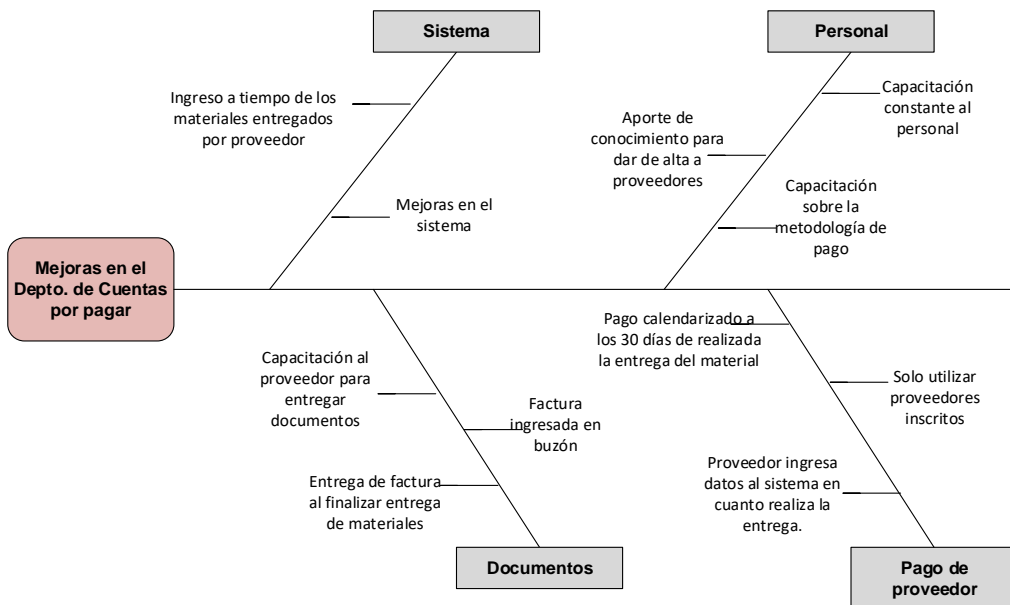 Sistema
Personal
Ingreso a tiempo de los
materiales entregados
por proveedor
Mejoras en el
sistema
Aporte de
conocimiento para
dar de alta a
proveedores
Capacitación
constante al
personal
Capacitación
sobre la
metodología de
pago
Mejoras en el
Depto. de Cuentas
por pagar
Capacitación al
proveedor para
entregar
documentos
Factura
ingresada en
buzón
Entrega de factura
al finalizar entrega
de materiales
Pago calendarizado a
los 30 días de realizada
la entrega del material
Solo utilizar
proveedores
inscritos
Proveedor ingresa
datos al sistema en
cuanto realiza la
entrega.
Documentos
Pago de
proveedor